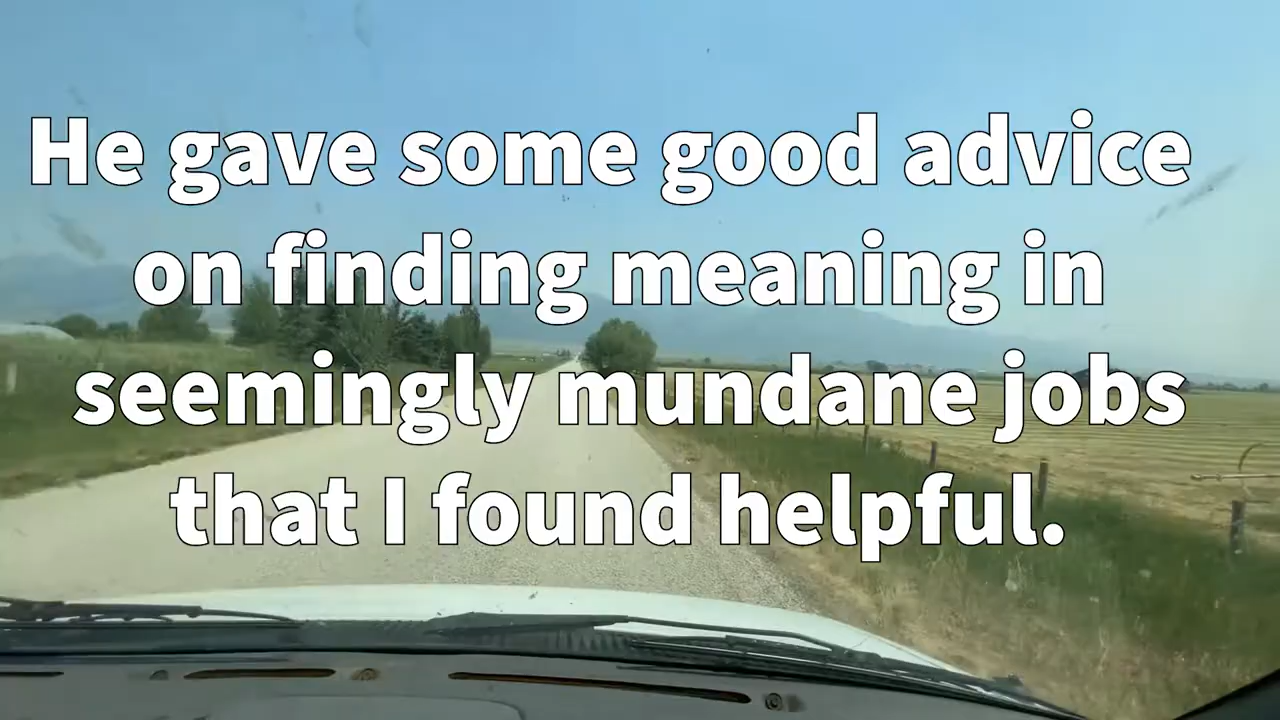 He gave some good advice
on finding meaning in
seemingly mundane jobs
that I found helpful.